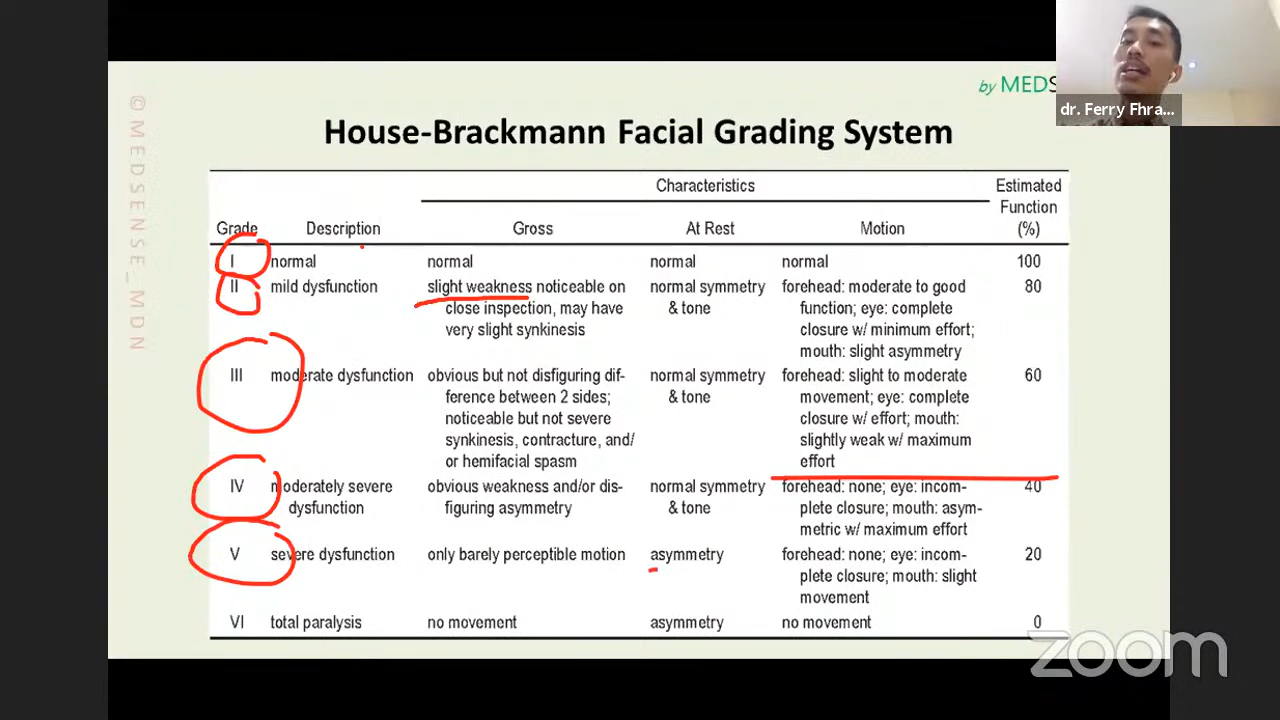 by MEDS
dr. Ferry Fhra...
©MEDSENSE_MDN
House-Brackmann Facial Grading System
Characteristics
Estimated
Function
(%)
Grade Description Gross At Rest Motion
I normal normal normal normal 100
II mild dysfunction slight weakness noticeable on normal symmetry forehead: moderate to good 80
close inspection, may have & tone function; eye: complete
very slight synkinesis closure w/ minimum effort;
mouth: slight asymmetry
III moderate dysfunction obvious but not disfiguring dif- normal symmetry forehead: slight to moderate 60
ference between 2 sides; & tone movement; eye: complete
noticeable but not severe closure w/ effort; mouth:
synkinesis, contracture, and/ slightly weak w/ maximum
or hemifacial spasm effort
IV moderately severe obvious weakness and/or dis- normal symmetry forehead: none; eye: incom- 40
dysfunction figuring asymmetry & tone plete closure; mouth: asym-
metric w/ maximum effort
V severe dysfunction only barely perceptible motion asymmetry forehead: none; eye: incom- 20
plete closure; mouth: slight
movement
VI total paralysis no movement asymmetry no movement 0
zoom